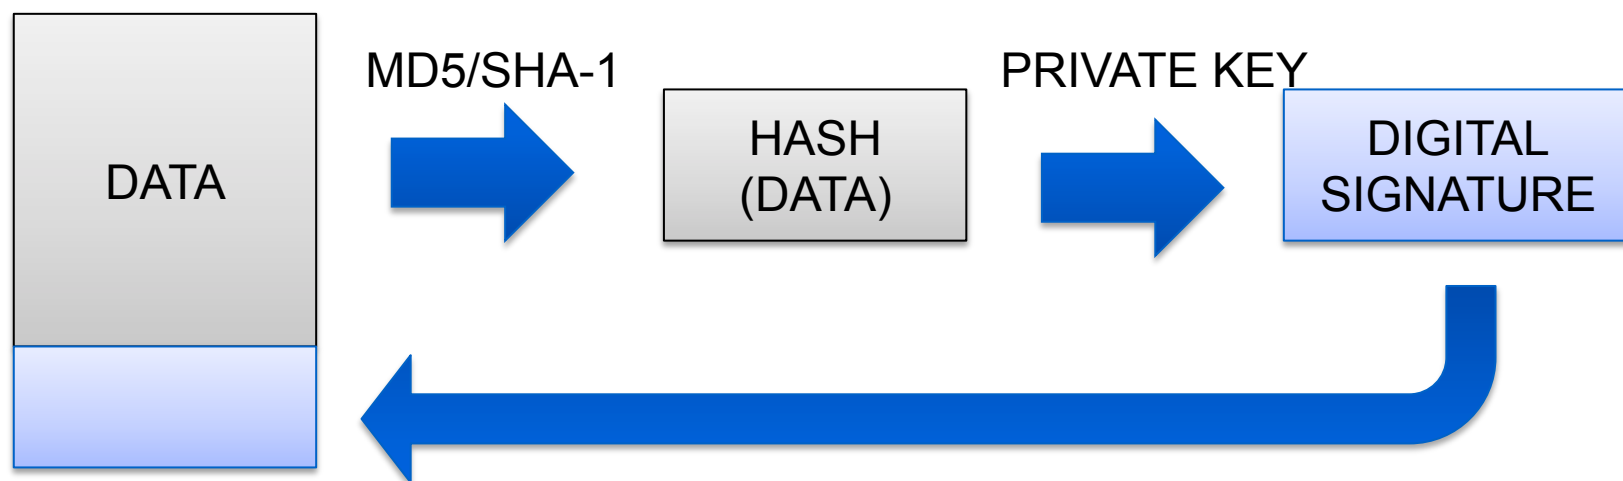 DATA
MD5/SHA-1
HASH
(DATA)
PRIVATE KEY
DIGITAL
SIGNATURE